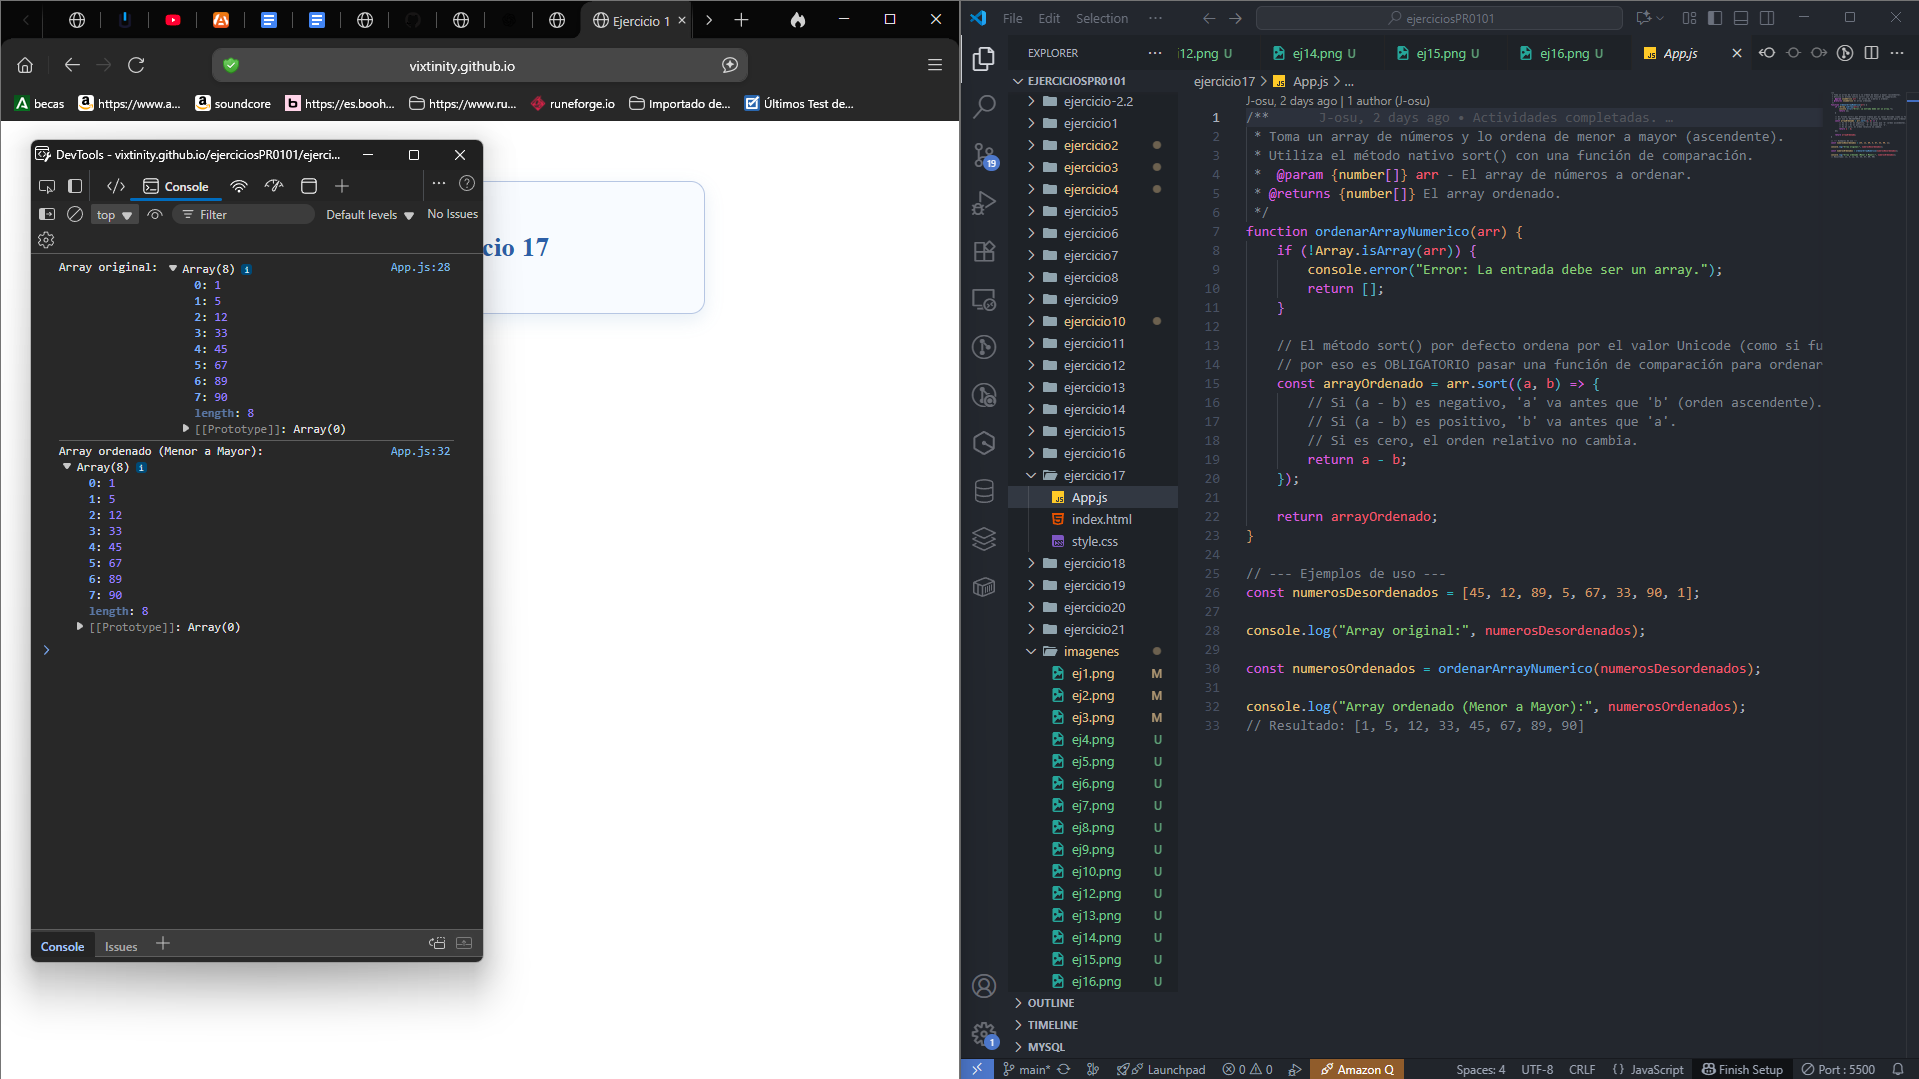 Ejercicio 1
vixtinity.github.io
becas
https://www.a...
soundcore
https://es.booh...
https://www.ru...
runeforge.io
Importado de...
Últimos Test de...
cio 17
DevTools - vixtinity.github.io/ejerciciosPR0101/ejerci...
Console
top
Filter
Default levels
No Issues
Array original: Array(8) App.js:28
0: 1
1: 5
2: 12
3: 33
4: 45
5: 67
6: 89
7: 90
length: 8
[[Prototype]]: Array(0)
Array ordenado (Menor a Mayor): App.js:32
Array(8)
0: 1
1: 5
2: 12
3: 33
4: 45
5: 67
6: 89
7: 90
length: 8
[[Prototype]]: Array(0)
Console Issues
File Edit Selection
ejerciciosPR0101
EXPLORER
i12.png U
ej14.png U
ej15.png U
ej16.png U
App.js
EJERCICIOSPR0101
ejercicio-2.2
ejercicio1
ejercicio2
ejercicio3
ejercicio4
ejercicio5
ejercicio6
ejercicio7
ejercicio8
ejercicio9
ejercicio10
ejercicio11
ejercicio12
ejercicio13
ejercicio14
ejercicio15
ejercicio16
ejercicio17
App.js
index.html
style.css
ejercicio18
ejercicio19
ejercicio20
ejercicio21
imagenes
ej1.png M
ej2.png M
ej3.png M
ej4.png U
ej5.png U
ej6.png U
ej7.png U
ej8.png U
ej9.png U
ej10.png U
ej12.png U
ej13.png U
ej14.png U
ej15.png U
ej16.png U
OUTLINE
TIMELINE
MYSQL
19
1
ejercicio17 > App.js > ...
J-osu, 2 days ago | 1 author (J-osu)
1 /** J-osu, 2 days ago • Actividades completadas. …
2 * Toma un array de números y lo ordena de menor a mayor (ascendente).
3 * Utiliza el método nativo sort() con una función de comparación.
4 * @param {number[]} arr - El array de números a ordenar.
5 * @returns {number[]} El array ordenado.
6 */
7 function ordenarArrayNumerico(arr) {
8 if (!Array.isArray(arr)) {
9 console.error("Error: La entrada debe ser un array.");
10 return [];
11 }
12
13 // El método sort() por defecto ordena por el valor Unicode (como si fu
14 // por eso es OBLIGATORIO pasar una función de comparación para ordenar
15 const arrayOrdenado = arr.sort((a, b) => {
16 // Si (a - b) es negativo, 'a' va antes que 'b' (orden ascendente).
17 // Si (a - b) es positivo, 'b' va antes que 'a'.
18 // Si es cero, el orden relativo no cambia.
19 return a - b;
20 });
21
22 return arrayOrdenado;
23 }
24
25 // --- Ejemplos de uso ---
26 const numerosDesordenados = [45, 12, 89, 5, 67, 33, 90, 1];
27
28 console.log("Array original:", numerosDesordenados);
29
30 const numerosOrdenados = ordenarArrayNumerico(numerosDesordenados);
31
32 console.log("Array ordenado (Menor a Mayor):", numerosOrdenados);
33 // Resultado: [1, 5, 12, 33, 45, 67, 89, 90]
main* Launchpad 0 0 Amazon Q Spaces: 4 UTF-8 CRLF {} JavaScript Finish Setup Port : 5500